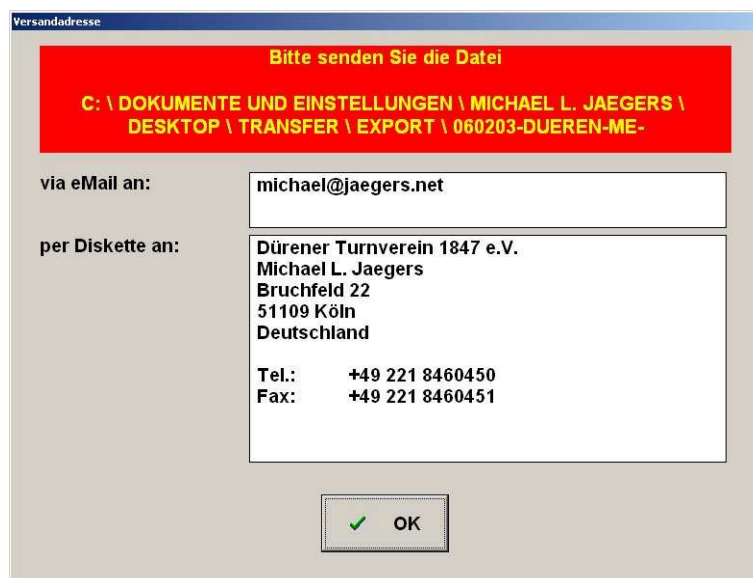 Versandadresse
Bitte senden Sie die Datei
C: \ DOKUMENTE UND EINSTELLUNGEN \ MICHAEL L. JAEGERS \
DESKTOP \ TRANSFER \ EXPORT \ 060203-DUEREN-ME-
via eMail an:
michael@jaegers.net
per Diskette an:
Dürener Turnverein 1847 e.V.
Michael L. Jaegers
Bruchfeld 22
51109 Köln
Deutschland
Tel.: +49 221 8460450
Fax: +49 221 8460451
OK